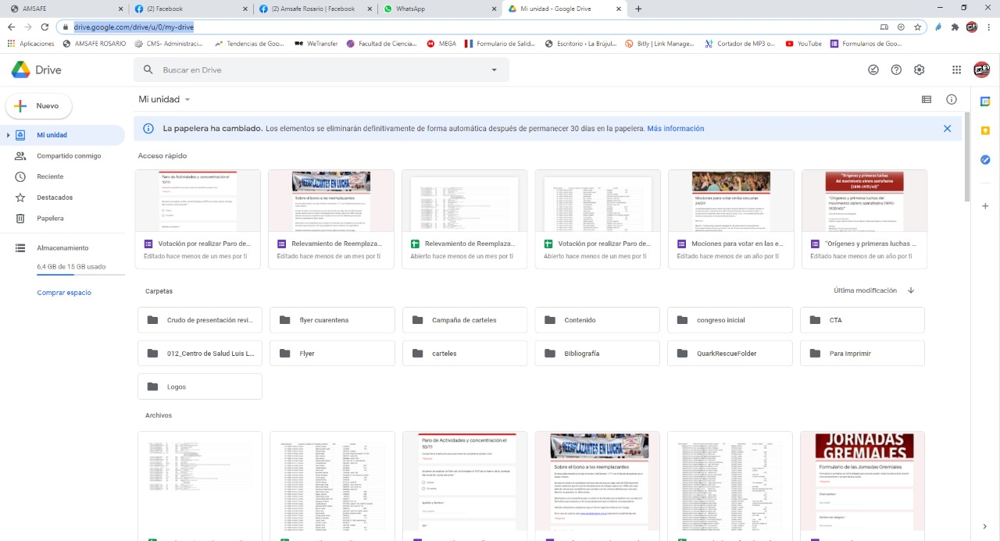 AMSAFE
(2) Facebook
(2) Amsafe Rosario | Facebook
WhatsApp
Mi unidad - Google Drive
drive.google.com/drive/u/0/my-drive
Aplicaciones
AMSAFE ROSARIO
CMS- Administraci...
Tendencias de Goo...
WeTransfer
Facultad de Ciencia...
MEGA
Formulario de Salid...
Escritorio ‹ La Brújul...
Bitly | Link Manage...
Cortador de MP3 o...
YouTube
Formularios de Goo...
Drive
Buscar en Drive
Nuevo
Mi unidad
La papelera ha cambiado. Los elementos se eliminarán definitivamente de forma automática después de permanecer 30 días en la papelera. Más información
Mi unidad
Compartido conmigo
Reciente
Destacados
Papelera
Almacenamiento
6,4 GB de 15 GB usado
Comprar espacio
Acceso rápido
Paro de Actividades y concentración el
10/11
REEMPLAZANTES EN LUCHA
Sobre el bono a los reemplazantes
Mociones para votar en las escuelas
24/09
"Orígenes y primeras luchas
del movimiento obrero santafesino
(1890-1935/40)"
"Orígenes y primeras luchas del
movimiento obrero santafesino (1890-
1935/40)"
Votación por realizar Paro de...
Editado hace menos de un mes por ti
Relevamiento de Reemplaza...
Editado hace menos de un mes por ti
Relevamiento de Reemplaza...
Abierto hace menos de un mes por ti
Votación por realizar Paro de...
Abierto hace menos de un mes por ti
Mociones para votar en las e...
Editado hace menos de un año por ti
"Orígenes y primeras luchas ...
Editado hace menos de un año por ti
Carpetas
Última modificación
Crudo de presentación revi...
flyer cuarentena
Campaña de carteles
Contenido
congreso inicial
CTA
012_Centro de Salud Luis L...
Flyer
carteles
Bibliografía
QuarkRescueFolder
Para Imprimir
Logos
Archivos
Paro de Actividades y concentración el
10/11
REEMPLAZANTES EN LUCHA
Sobre el bono a los reemplazantes
JORNADAS
GREMIALES
Formulario de las Jornadas Gremiales